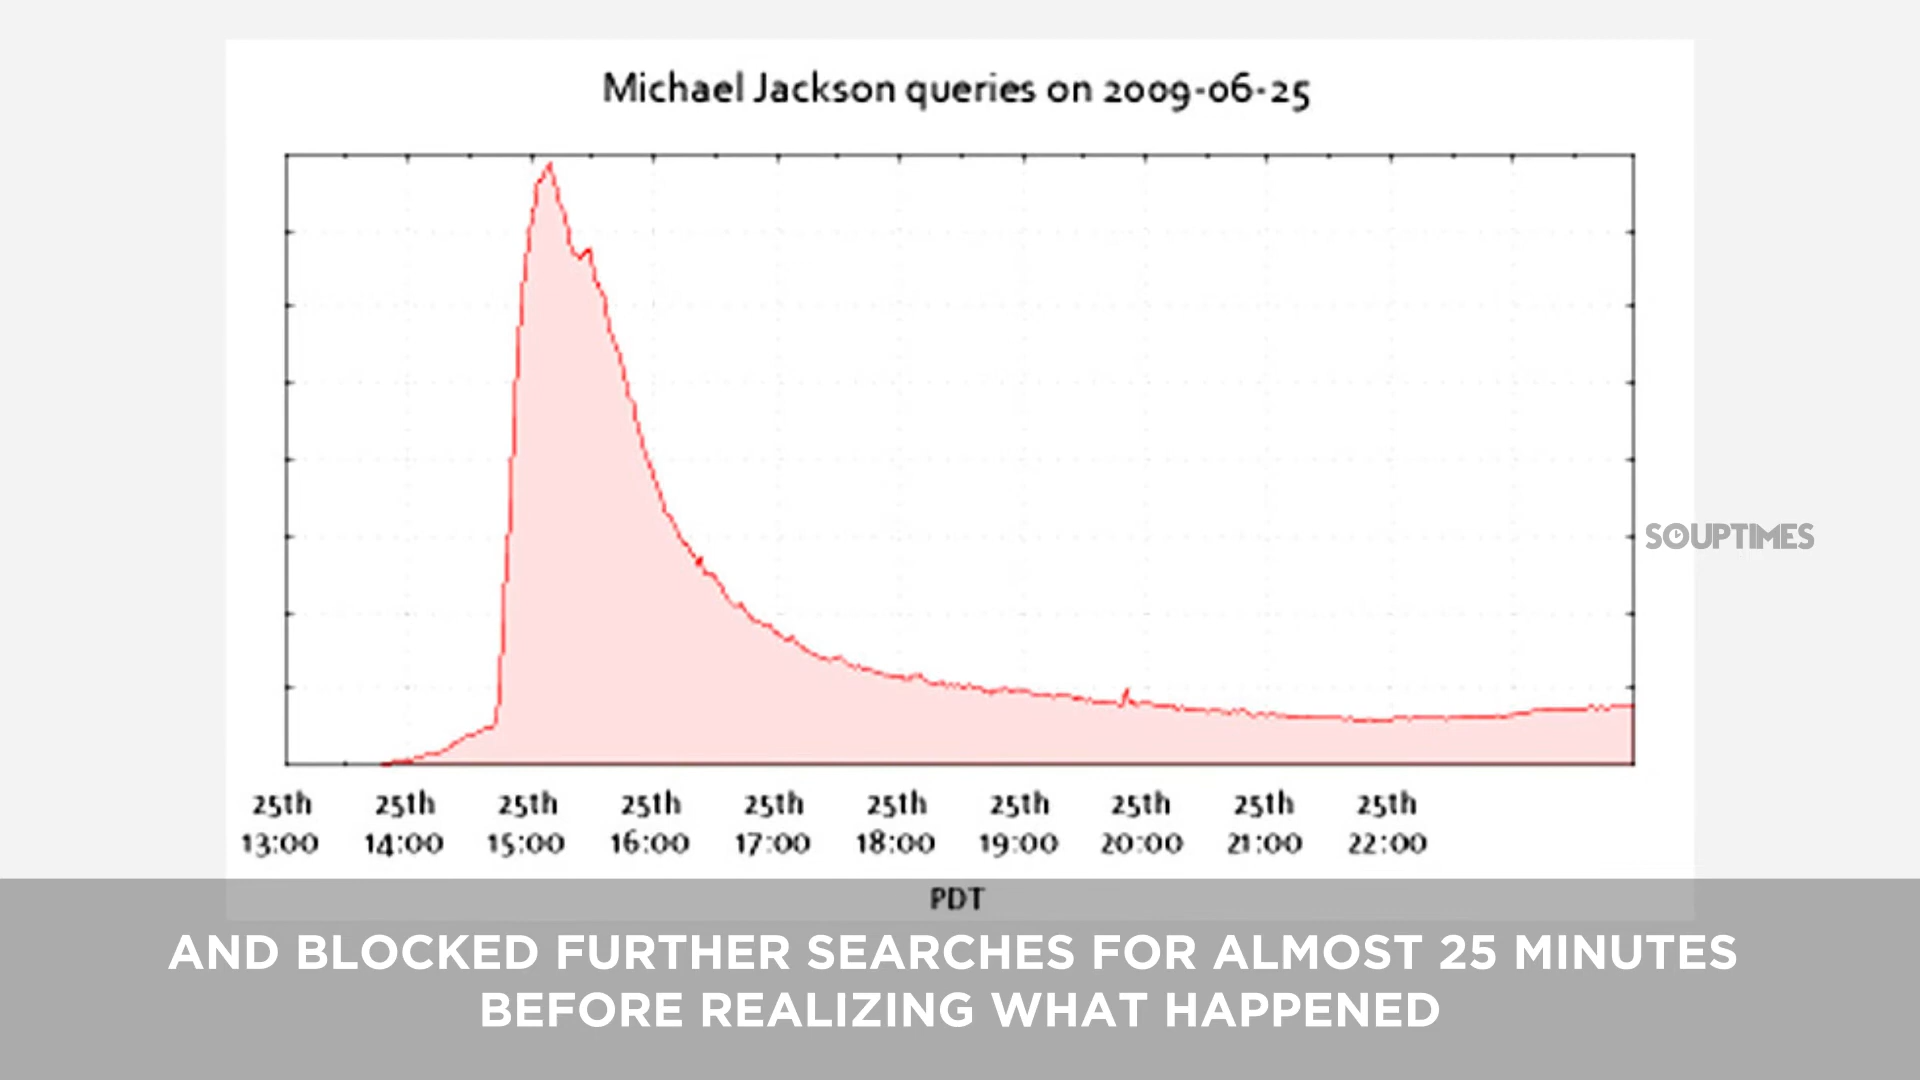 Michael Jackson queries on 2009-06-25
SOUPTIMES
25th 25th 25th 25th 25th 25th 25th 25th 25th 25th
13:00 14:00 15:00 16:00 17:00 18:00 19:00 20:00 21:00 22:00
PDT
AND BLOCKED FURTHER SEARCHES FOR ALMOST 25 MINUTES
BEFORE REALIZING WHAT HAPPENED